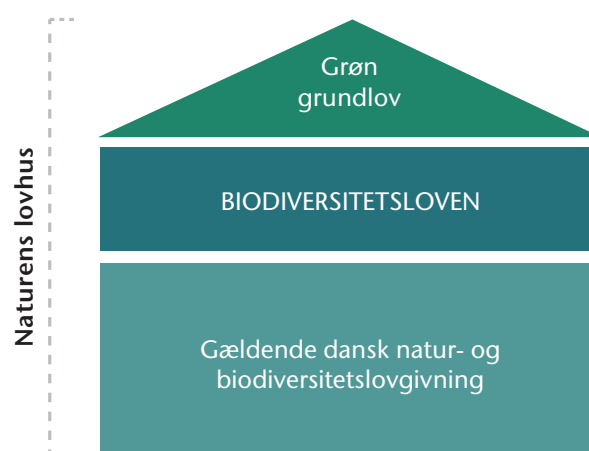 Naturens lovhus
Grøn
grundlov
BIODIVERSITETSLOVEN
Gældende dansk natur- og
biodiversitetslovgivning